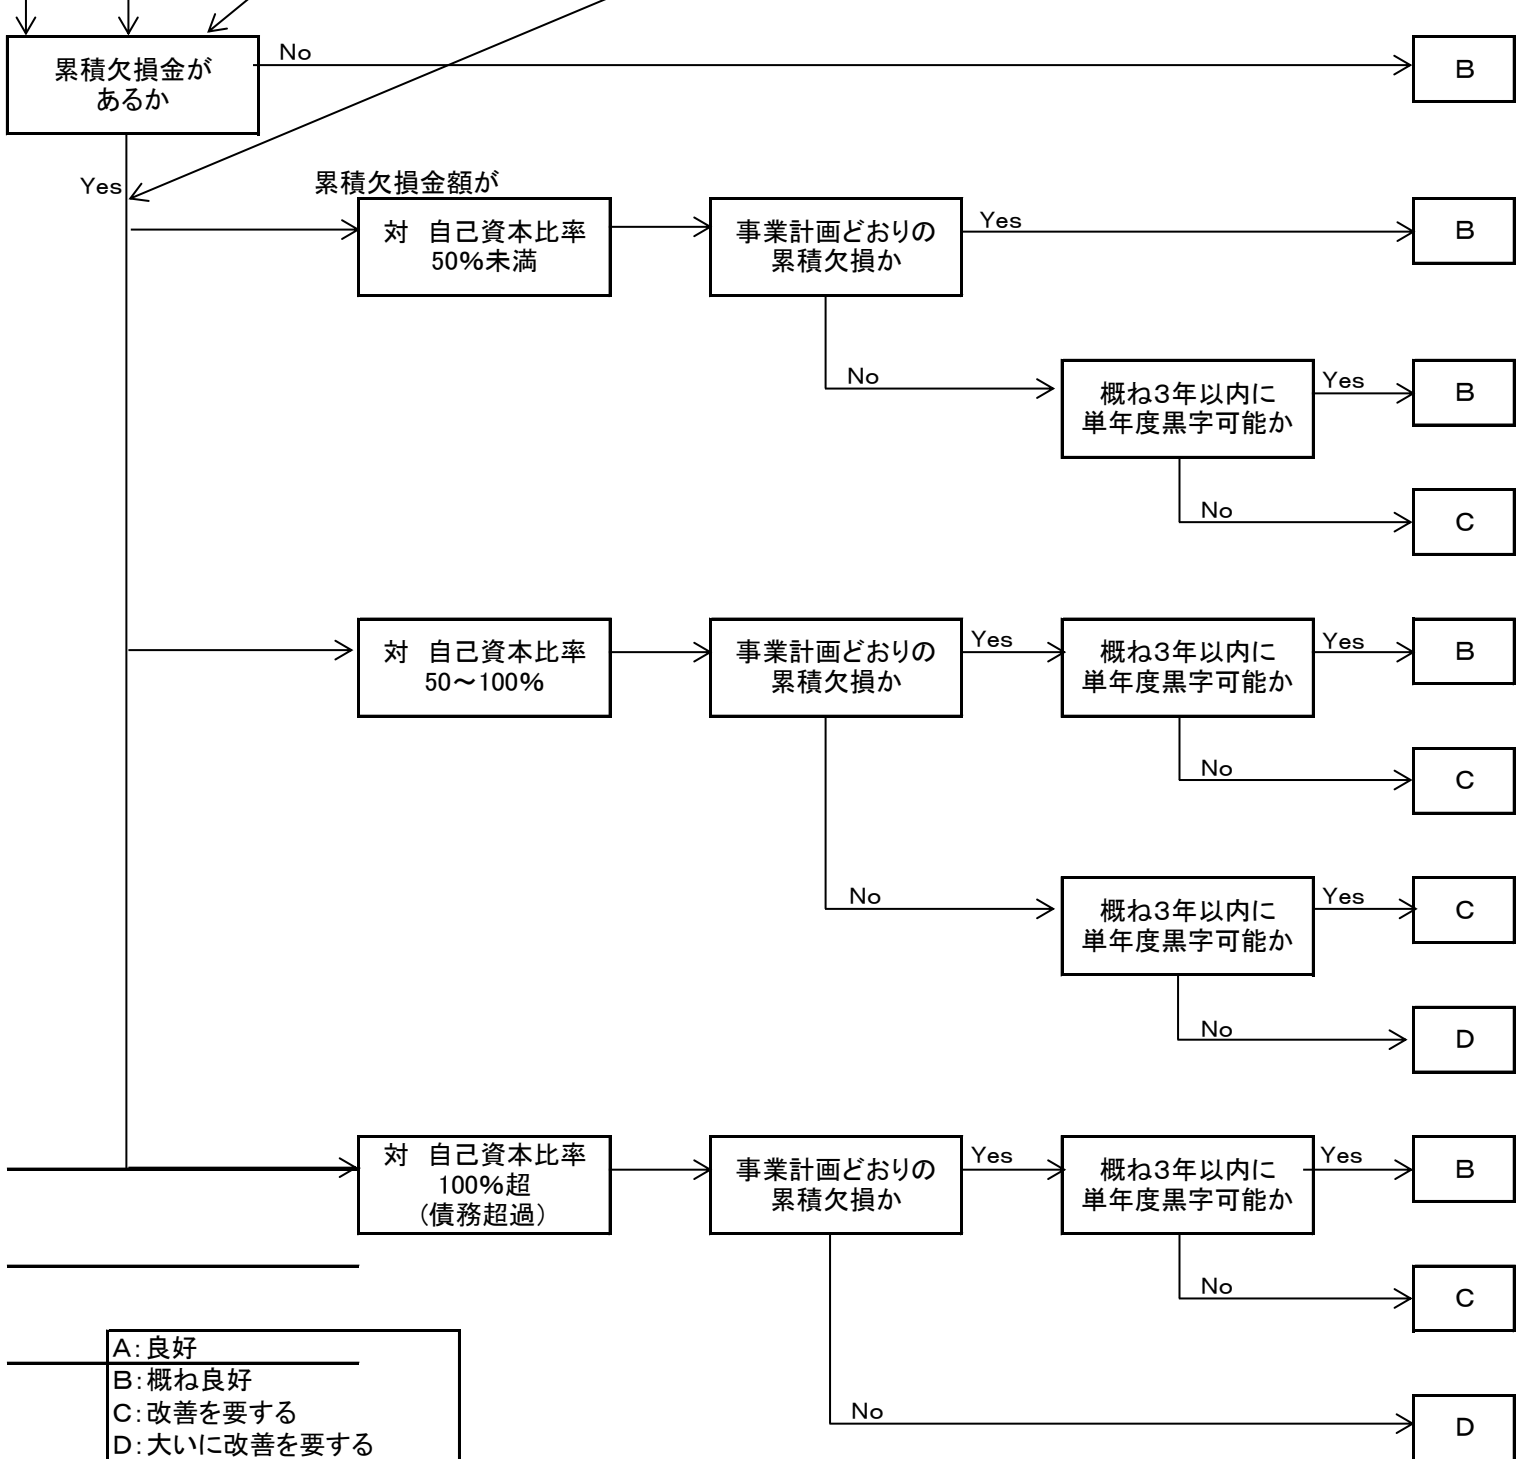 累積欠損金が
あるか
No
B
Yes
累積欠損金額が
対　自己資本比率
50%未満
事業計画どおりの
累積欠損か
Yes
B
No
概ね3年以内に
単年度黒字可能か
Yes
B
No
C
対　自己資本比率
50～100%
事業計画どおりの
累積欠損か
Yes
概ね3年以内に
単年度黒字可能か
Yes
B
No
C
No
概ね3年以内に
単年度黒字可能か
Yes
C
No
D
対　自己資本比率
100%超
(債務超過)
事業計画どおりの
累積欠損か
Yes
概ね3年以内に
単年度黒字可能か
Yes
B
No
C
No
D
A:良好
B:概ね良好
C:改善を要する
D:大いに改善を要する